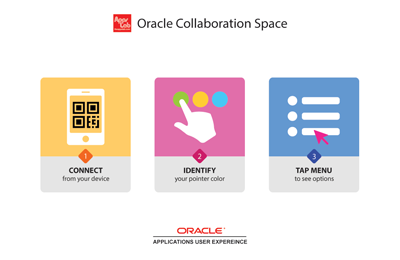 Apps Lab
Oracle Collaboration Space
1
CONNECT
from your device
2
IDENTIFY
your pointer color
3
TAP MENU
to see options
ORACLE
APPLICATIONS USER EXPEREINCE